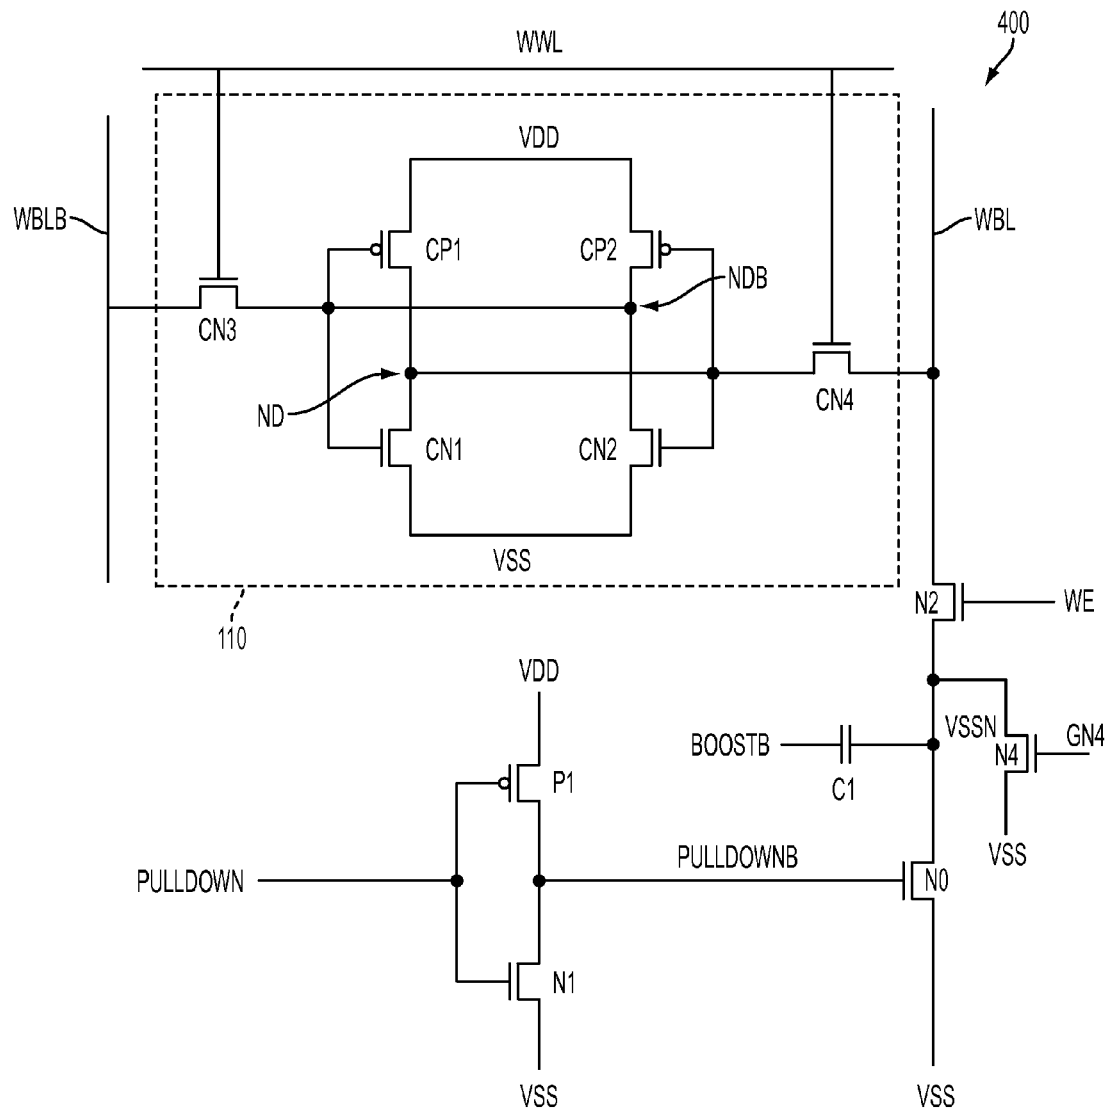 400
WWL
VDD
WBLB
WBL
CP1
CP2
NDB
CN3
CN4
ND
CN1
CN2
VSS
110
N2
WE
VDD
BOOSTB
C1
VSSN
N4
GN4
P1
VSS
PULLDOWN
PULLDOWNB
N0
N1
VSS
VSS